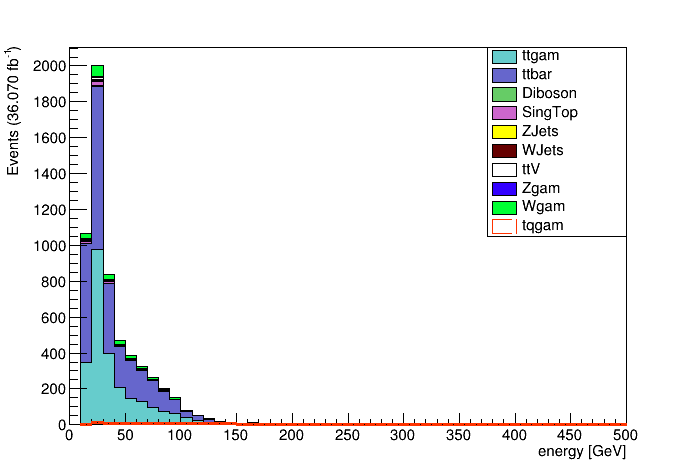 Events (36.070 fb⁻¹)
2000
1800
1600
1400
1200
1000
800
600
400
200
0
0 50 100 150 200 250 300 350 400 450 500
energy [GeV]
ttgam
ttbar
Diboson
SingTop
ZJets
WJets
ttV
Zgam
Wgam
tqgam